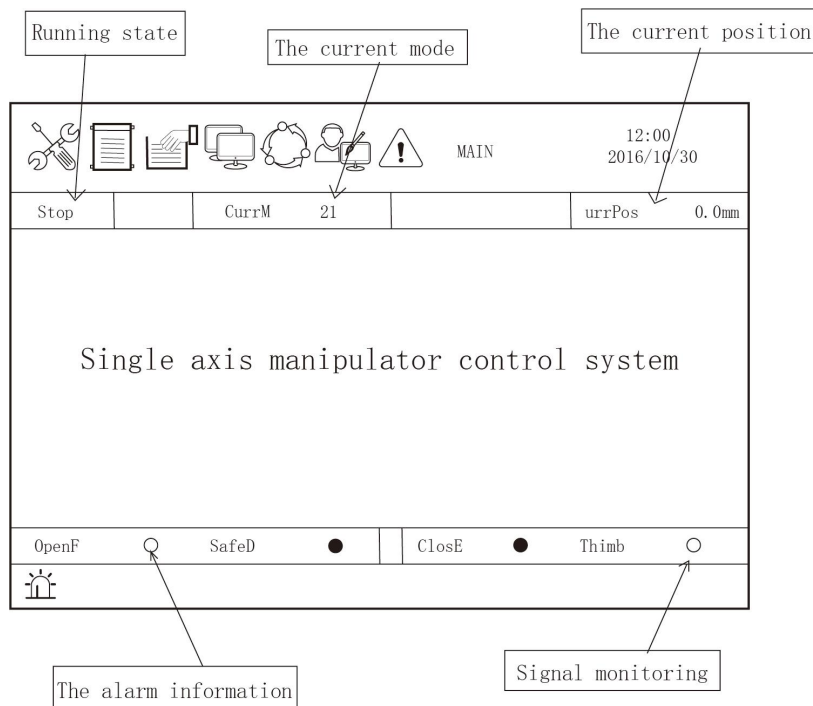 Running state
The current mode
The current position
MAIN
12:00
2016/10/30
Stop
CurrM 21
urrPos 0.0mm
Single axis manipulator control system
OpenF
SafeD
ClosE
Thimb
The alarm information
Signal monitoring